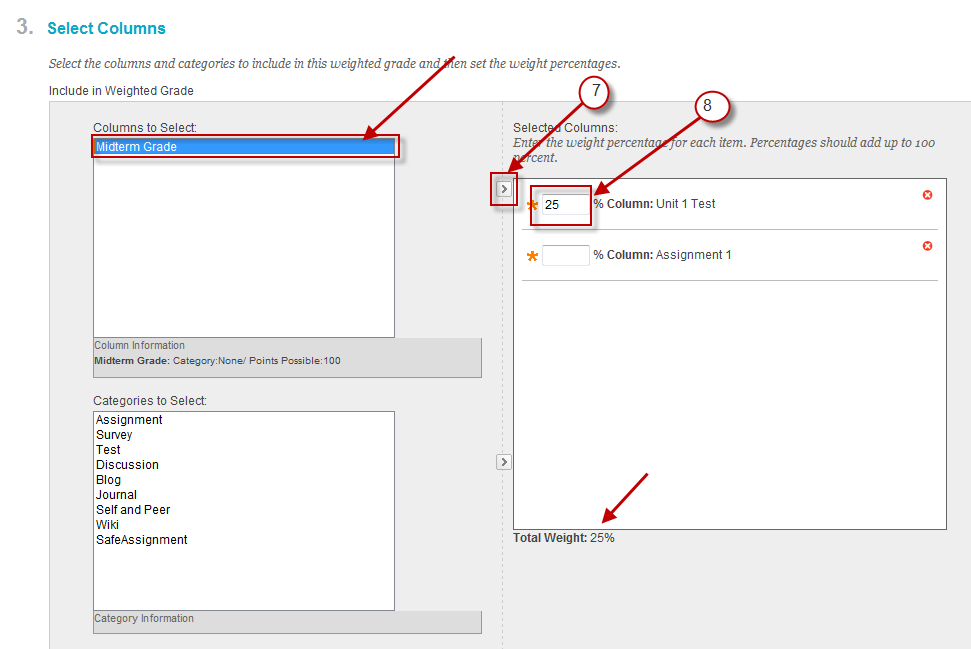 3. Select Columns
Select the columns and categories to include in this weighted grade and then set the weight percentages.
Include in Weighted Grade
Columns to Select:
Midterm Grade
Column Information
Midterm Grade: Category:None/ Points Possible:100
Categories to Select:
Assignment
Survey
Test
Discussion
Blog
Journal
Self and Peer
Wiki
SafeAssignment
Category Information
7
8
Selected Columns:
Enter the weight percentage for each item. Percentages should add up to 100
percent.
25 % Column: Unit 1 Test
% Column: Assignment 1
Total Weight: 25%